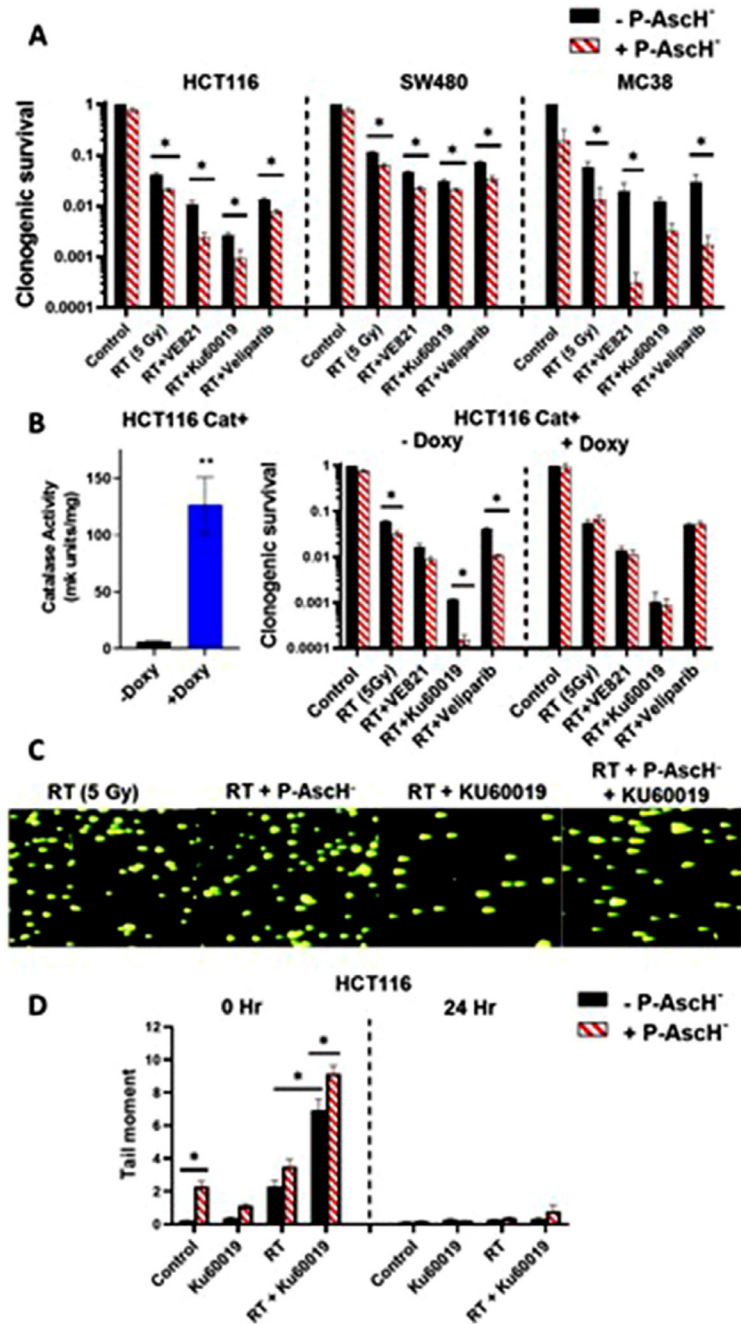 A
- P-AscH-
+ P-AscH-
HCT116
SW480
MC38
Clonogenic survival
1
0.1
0.01
0.001
0.0001
* * * *
* * * *
* * *
Control
RT (5 Gy)
RT+VE821
RT+Ku60019
RT+Veliparib
Control
RT (5 Gy)
RT+VE821
RT+Ku60019
RT+Veliparib
Control
RT (5 Gy)
RT+VE821
RT+Ku60019
RT+Veliparib
B
HCT116 Cat+
Catalase Activity
(mk units/mg)
150
100
50
0
**
-Doxy
+Doxy
HCT116 Cat+
- Doxy
+ Doxy
Clonogenic survival
1
0.1
0.01
0.001
0.0001
* * *
Control
RT (5Gy)
RT+VE821
RT+Ku60019
RT+Veliparib
Control
RT (5Gy)
RT+VE821
RT+Ku60019
RT+Veliparib
C
RT (5 Gy)
RT + P-AscH-
RT + KU60019
RT + P-AscH-
+ KU60019
D
HCT116
0 Hr
24 Hr
- P-AscH-
+ P-AscH-
Tail moment
12
10
8
6
4
2
0
* * *
Control
Ku60019
RT
RT + Ku60019
Control
Ku60019
RT
RT + Ku60019